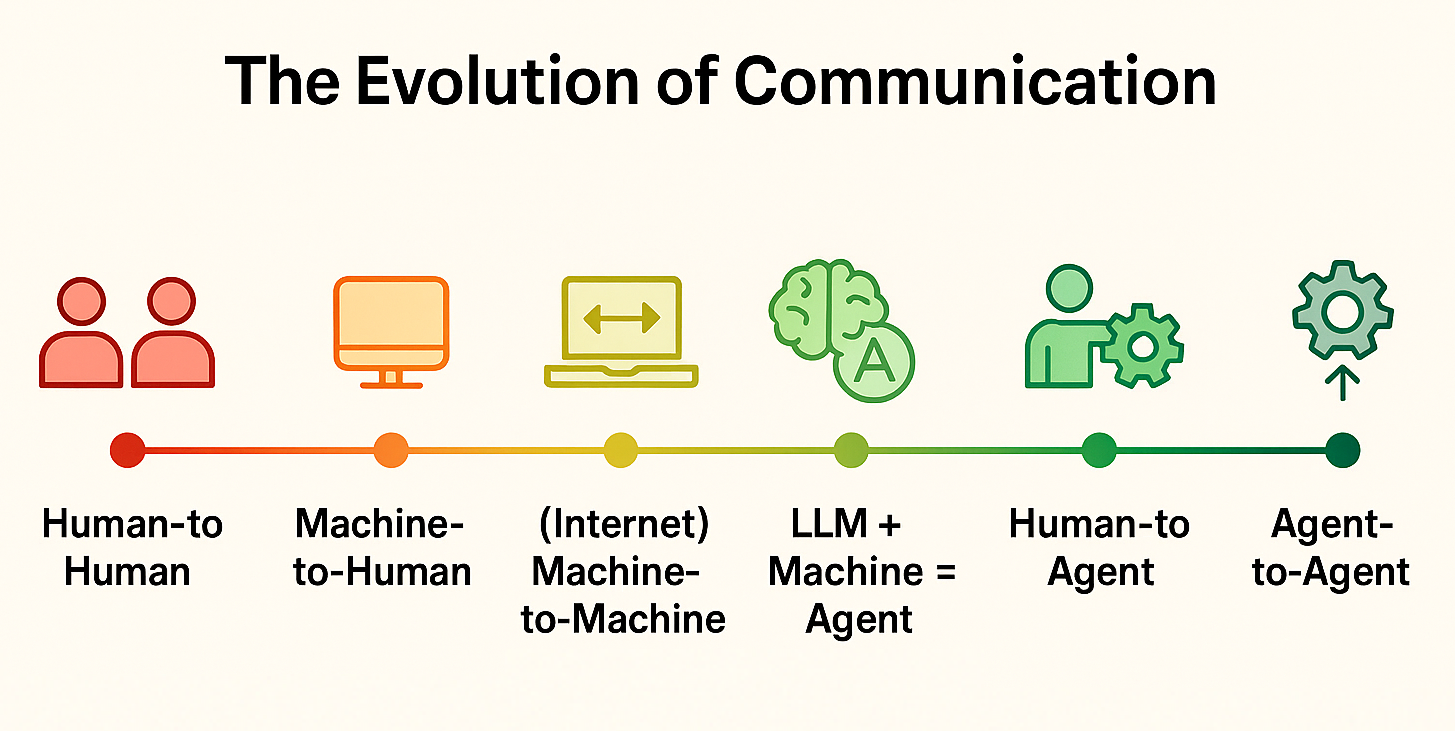 The Evolution of Communication
A
Human-to
Human
Machine-
to-Human
(Internet)
Machine-
to-Machine
LLM +
Machine =
Agent
Human-to
Agent
Agent-
to-Agent